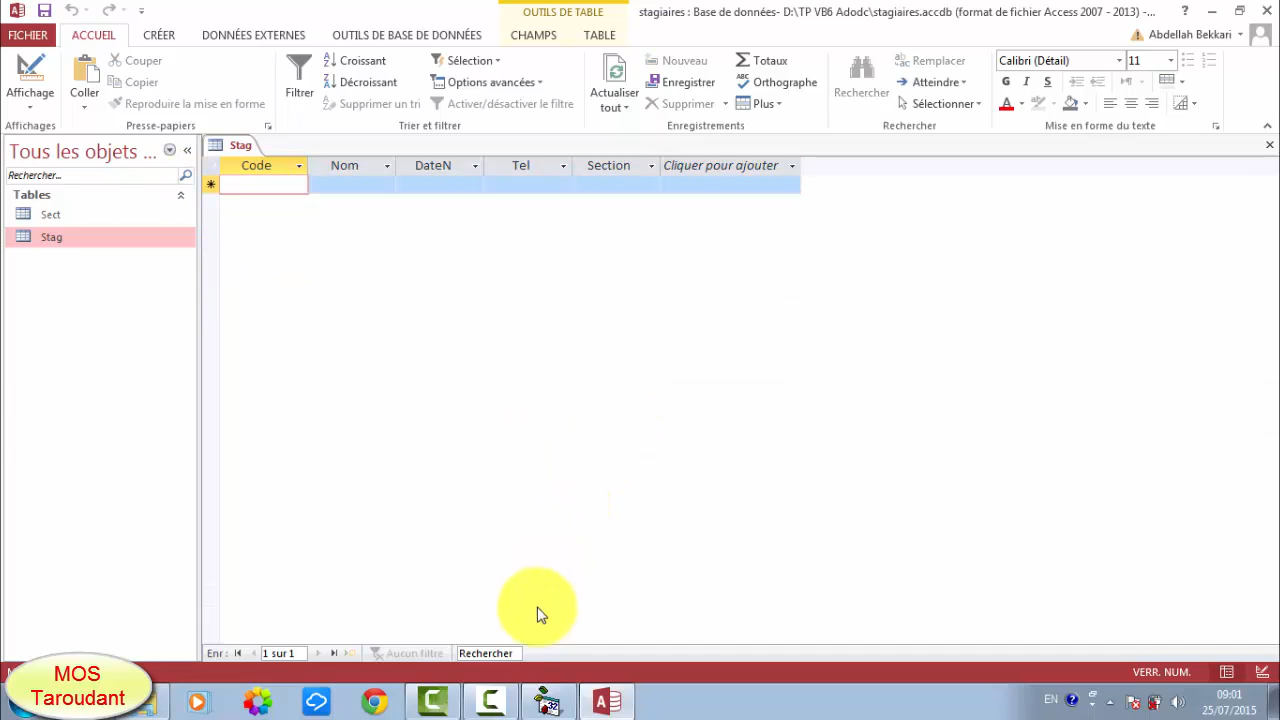 OUTILS DE TABLE
stagiaires : Base de données- D:\TP VB6 Adodc\stagiaires.accdb (format de fichier Access 2007 - 2013) -...
FICHIER ACCUEIL CRÉER DONNÉES EXTERNES OUTILS DE BASE DE DONNÉES CHAMPS TABLE Abdellah Bekkari
Affichage
Affichages
Coller
Couper
Copier
Reproduire la mise en forme
Presse-papiers
Filtrer
Croissant
Décroissant
Supprimer un tri
Sélection
Options avancées
Activer/désactiver le filtre
Trier et filtrer
Actualiser
tout
Nouveau
Enregistrer
Supprimer
Totaux
Orthographe
Plus
Enregistrements
Rechercher
Remplacer
Atteindre
Sélectionner
Rechercher
Calibri (Détail) 11
G I S
Mise en forme du texte
Tous les objets ...
Rechercher...
Tables
Sect
Stag
Stag
Code Nom DateN Tel Section Cliquer pour ajouter
Enr : 1 sur 1 Aucun filtre Rechercher
VERR. NUM.
MOS
Taroudant
EN
09:01
25/07/2015